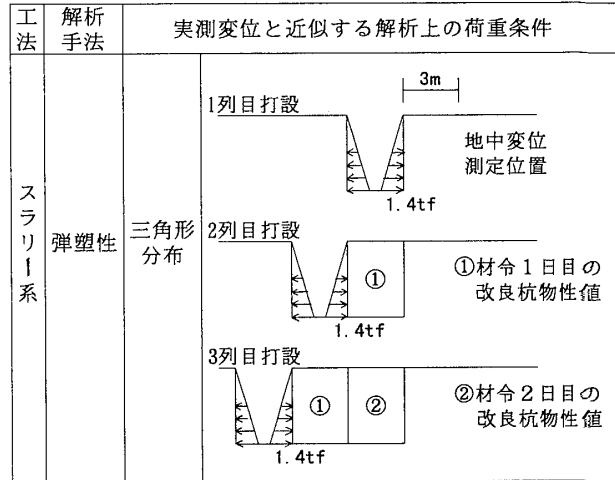 工法
解析手法
実測変位と近似する解析上の荷重条件
スラリー系
弾塑性
三角形分布
1列目打設
3m
地中変位
測定位置
1.4tf
2列目打設
①
1.4tf
①材令1日目の
改良杭物性値
3列目打設
①
②
1.4tf
②材令2日目の
改良杭物性値